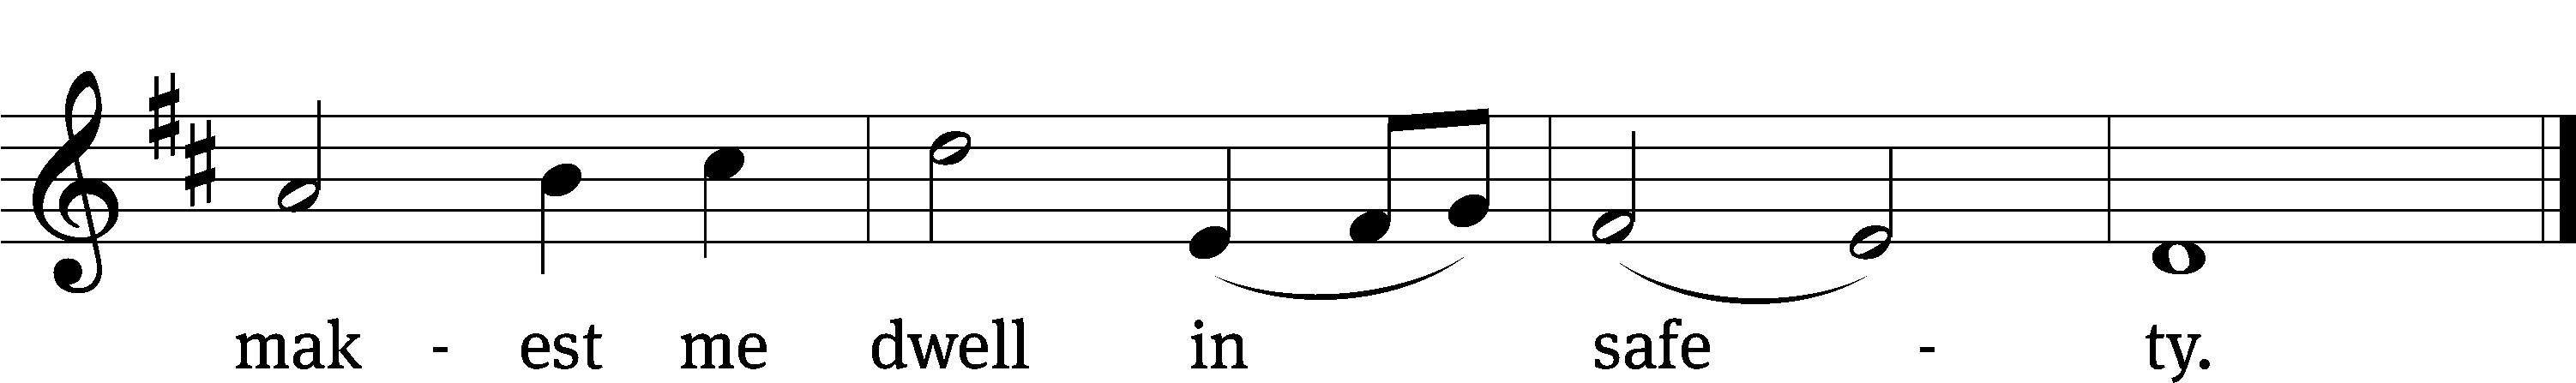 mak - est me dwell in safe - ty.